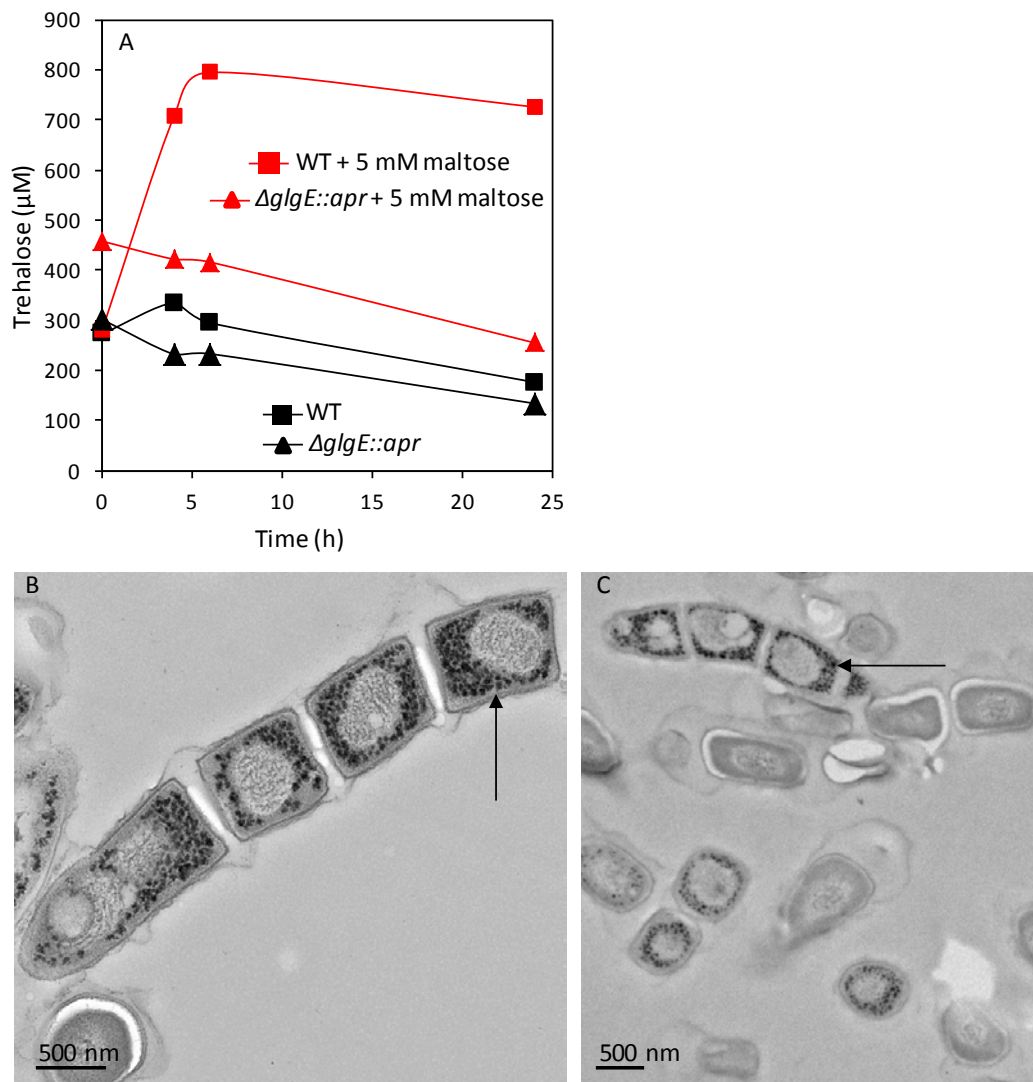 A
900
800
700
600
500
400
300
200
100
0
Trehalose (µM)
WT + 5 mM maltose
ΔglgE::apr + 5 mM maltose
WT
ΔglgE::apr
0
5
10
15
20
25
Time (h)
B
500 nm
C
500 nm